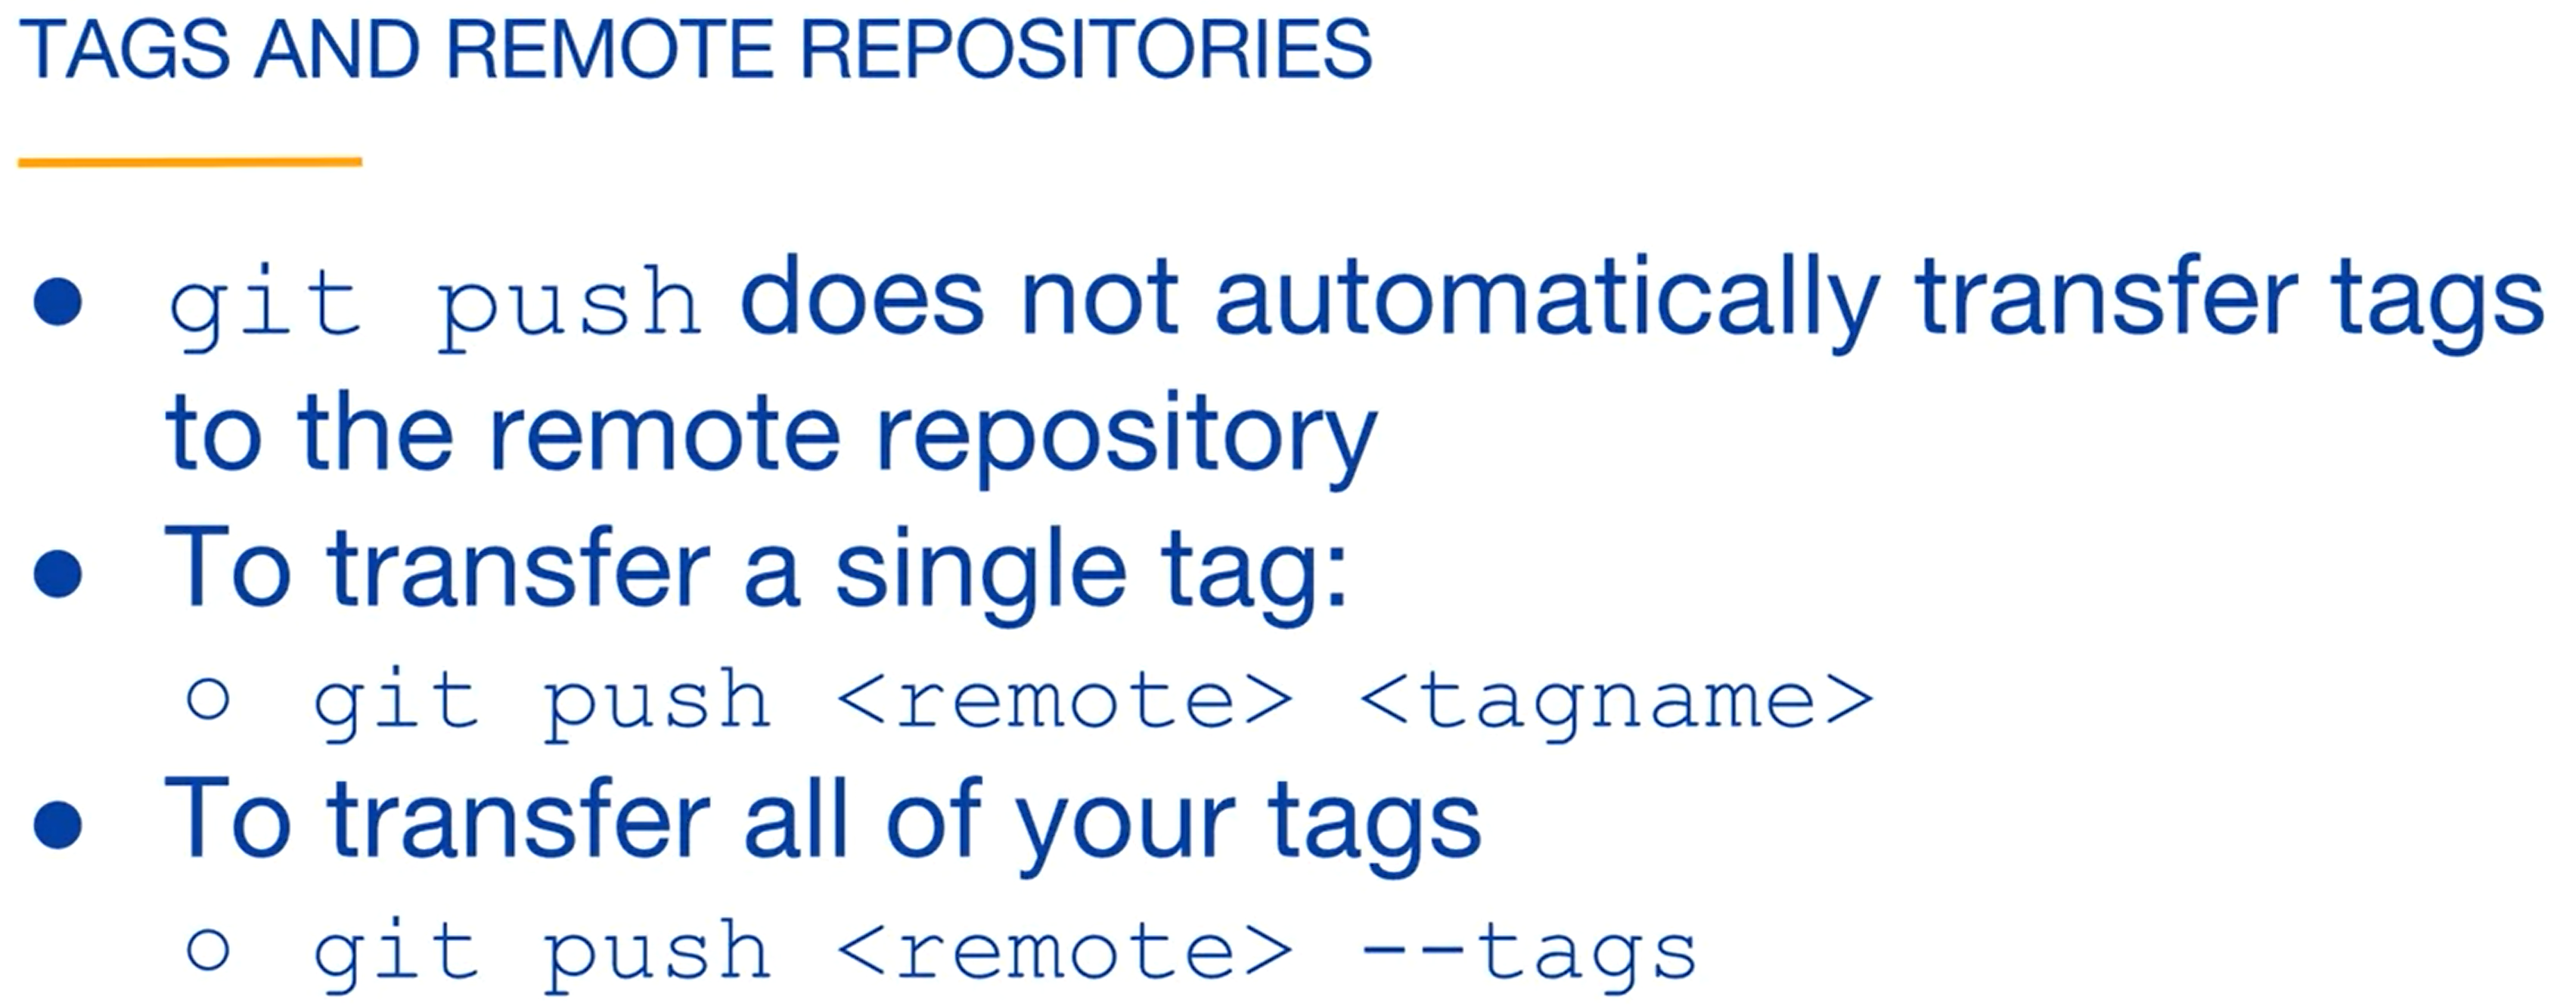 TAGS AND REMOTE REPOSITORIES
● git push does not automatically transfer tags
to the remote repository
● To transfer a single tag:
○ git push <remote> <tagname>
● To transfer all of your tags
○ git push <remote> --tags